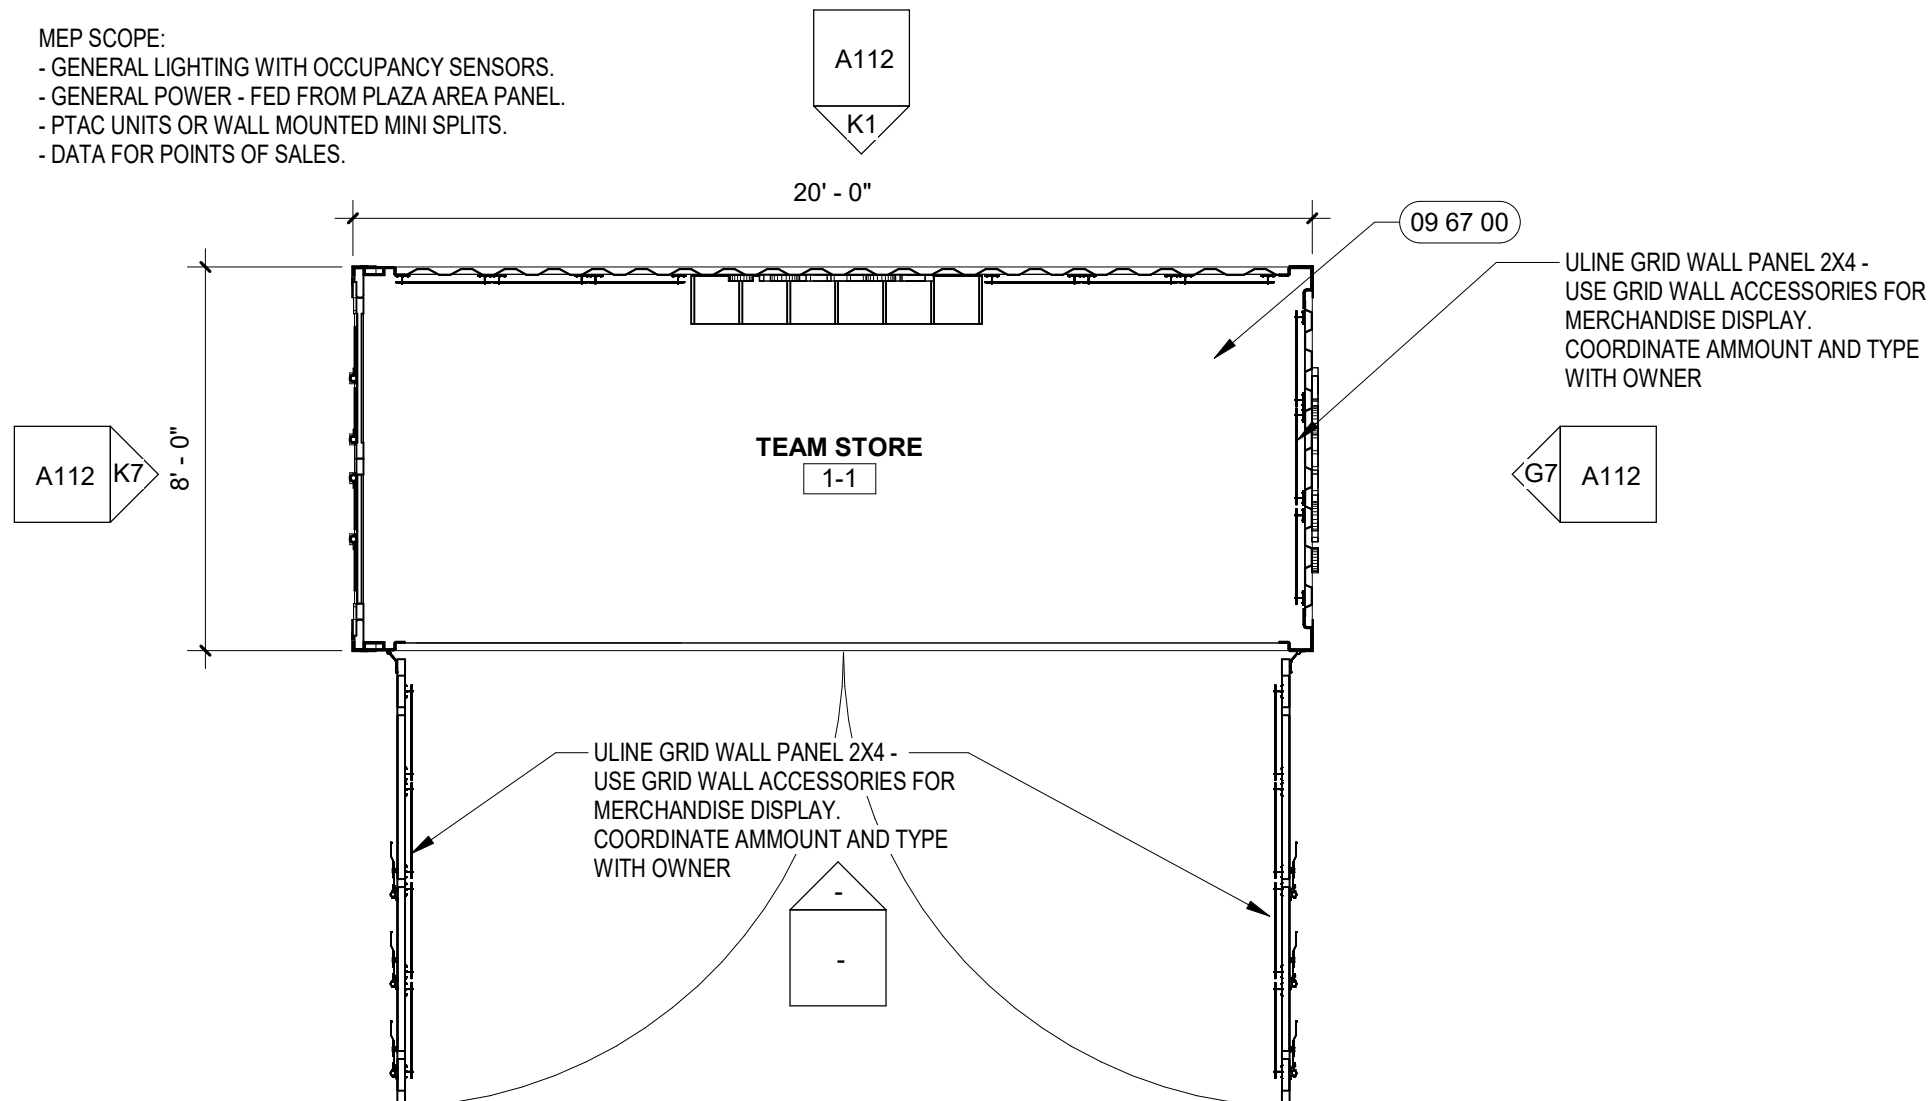 MEP SCOPE:
- GENERAL LIGHTING WITH OCCUPANCY SENSORS.
- GENERAL POWER - FED FROM PLAZA AREA PANEL.
- PTAC UNITS OR WALL MOUNTED MINI SPLITS.
- DATA FOR POINTS OF SALES.
A112
K1
20' - 0"
09 67 00
ULINE GRID WALL PANEL 2X4 -
USE GRID WALL ACCESSORIES FOR
MERCHANDISE DISPLAY.
COORDINATE AMMOUNT AND TYPE
WITH OWNER
A112
K7
8' - 0"
TEAM STORE
1-1
G7
A112
ULINE GRID WALL PANEL 2X4 -
USE GRID WALL ACCESSORIES FOR
MERCHANDISE DISPLAY.
COORDINATE AMMOUNT AND TYPE
WITH OWNER
-
-